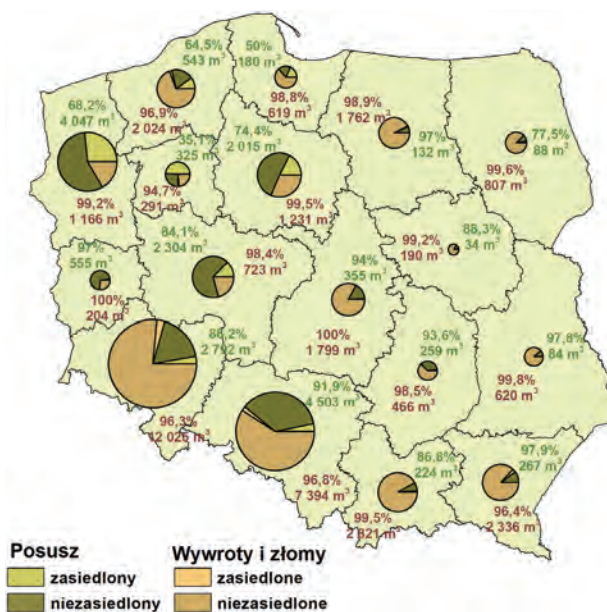 64,5%
543 m³
50%
180 m³
96,9%
2 024 m³
98,8%
619 m³
98,9%
1 762 m³
97%
132 m³
77,5%
88 m³
99,6%
807 m³
68,2%
4 047 m³
99,2%
1 166 m³
35,1%
325 m³
94,7%
291 m³
74,4%
2 015 m³
99,5%
1 231 m³
88,3%
34 m³
99,2%
190 m³
97%
555 m³
100%
204 m³
84,1%
2 304 m³
98,4%
723 m³
94%
355 m³
100%
1 799 m³
93,6%
259 m³
98,5%
466 m³
97,8%
84 m³
99,8%
620 m³
88,2%
2 792 m³
96,3%
12 026 m³
91,9%
4 503 m³
96,8%
7 394 m³
86,8%
224 m³
99,5%
2 821 m³
97,9%
267 m³
96,4%
2 336 m³
Posusz
zasiedlony
niezasiedlony
Wywroty i złomy
zasiedlone
niezasiedlone